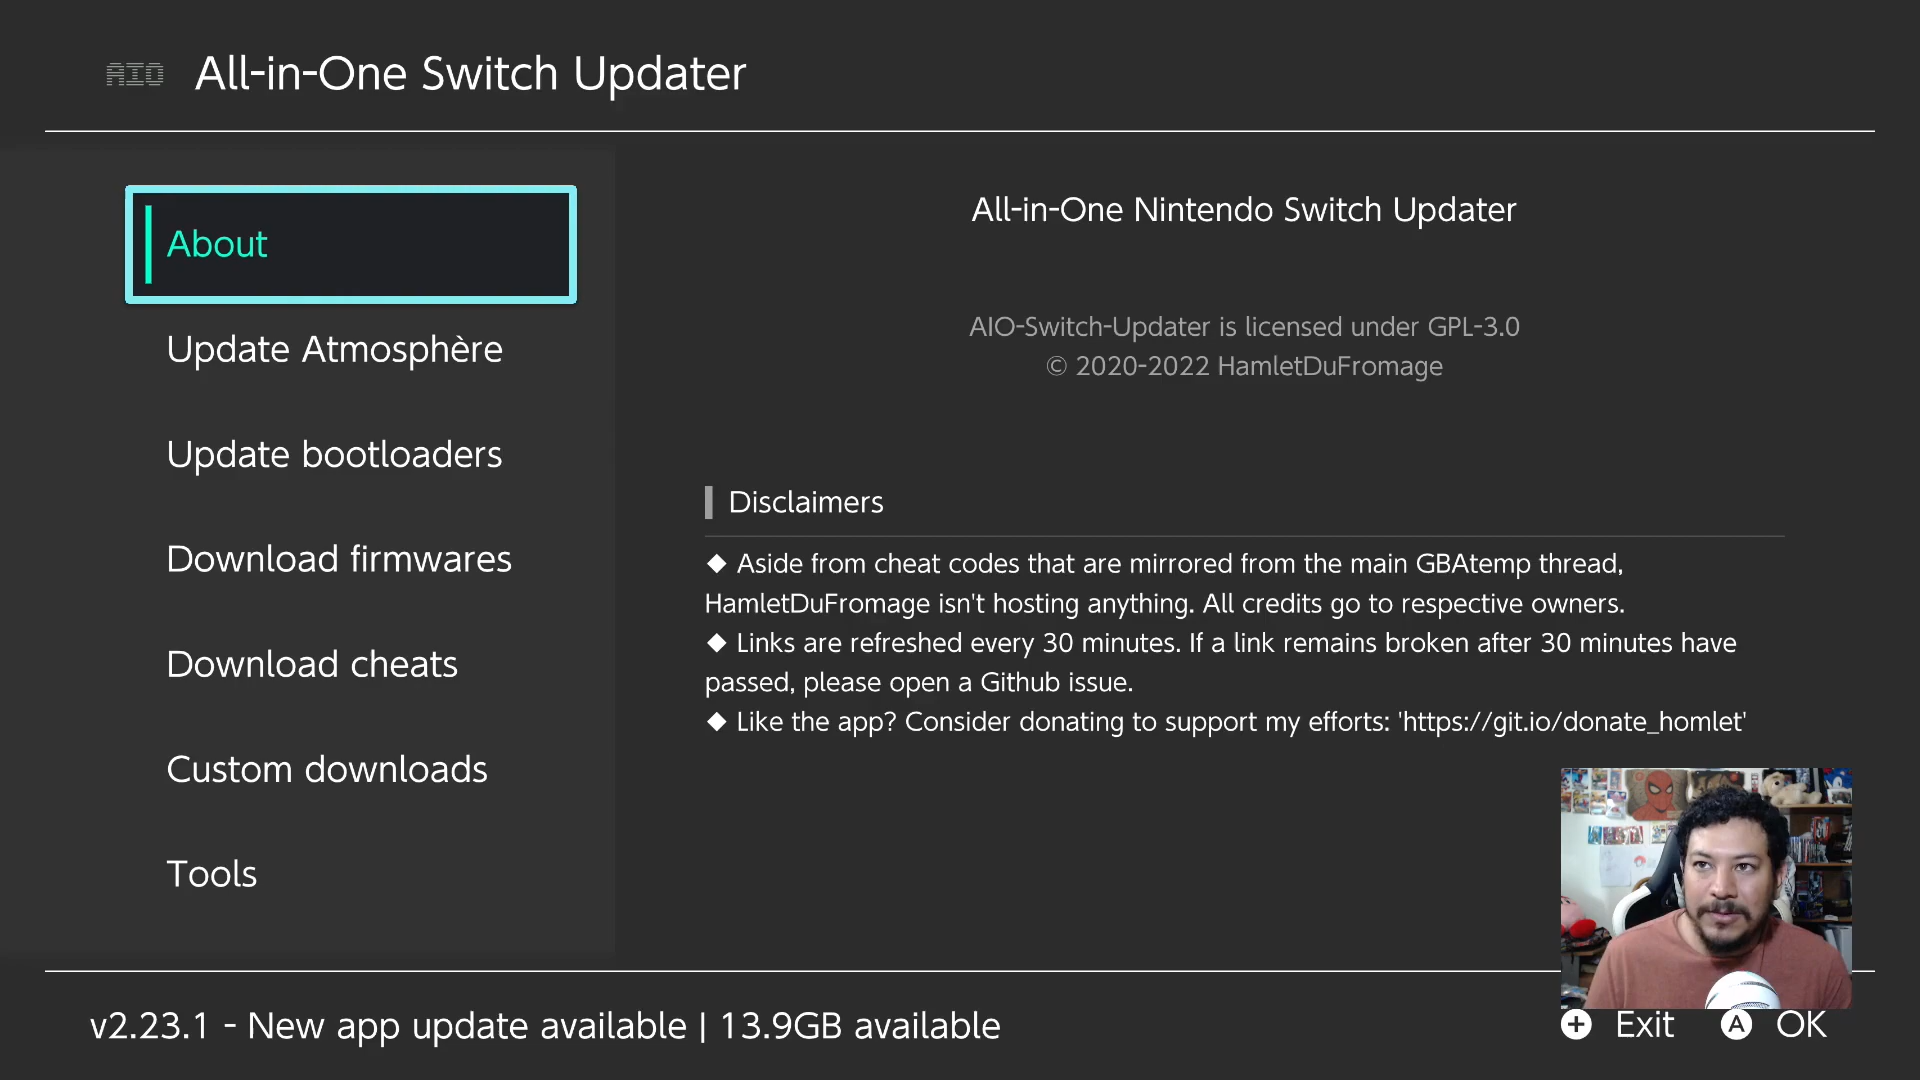 AIO All-in-One Switch Updater
About
Update Atmosphère
Update bootloaders
Download firmwares
Download cheats
Custom downloads
Tools
All-in-One Nintendo Switch Updater
AIO-Switch-Updater is licensed under GPL-3.0
© 2020-2022 HamletDuFromage
Disclaimers
◆ Aside from cheat codes that are mirrored from the main GBAtemp thread,
HamletDuFromage isn't hosting anything. All credits go to respective owners.
◆ Links are refreshed every 30 minutes. If a link remains broken after 30 minutes have
passed, please open a Github issue.
◆ Like the app? Consider donating to support my efforts: 'https://git.io/donate_homlet'
v2.23.1 - New app update available | 13.9GB available
+ Exit A OK